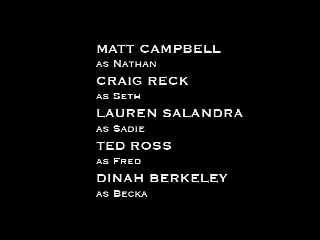 MATT CAMPBELL
AS NATHAN
CRAIG RECK
AS SETH
LAUREN SALANDRA
AS SADIE
TED ROSS
AS FRED
DINAH BERKELEY
AS BECKA